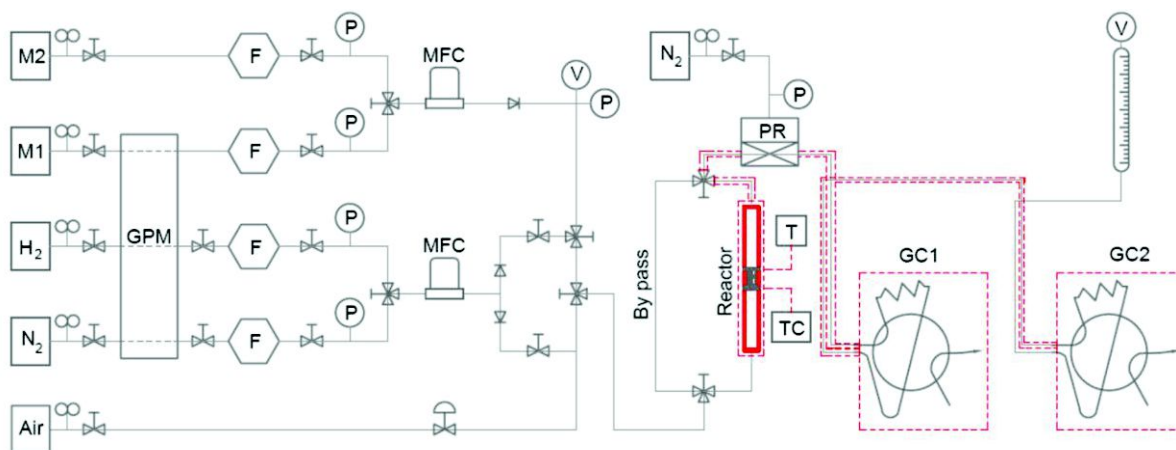 M2
F
P
MFC
V
P
M1
F
P
GPM
H₂
F
P
MFC
N₂
F
P
Air
N₂
P
PR
By pass
Reactor
T
TC
GC1
GC2
V